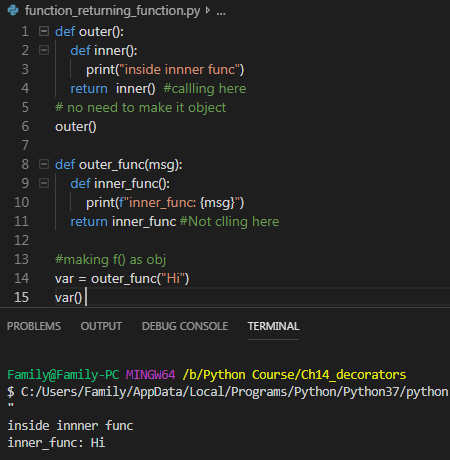 function_returning_function.py › ...
1 def outer():
2 def inner():
3 print("inside innner func")
4 return inner() #callling here
5 # no need to make it object
6 outer()
7
8 def outer_func(msg):
9 def inner_func():
10 print(f"inner_func: {msg}")
11 return inner_func #Not clling here
12
13 #making f() as obj
14 var = outer_func("Hi")
15 var()
PROBLEMS OUTPUT DEBUG CONSOLE TERMINAL
Family@Family-PC MINGW64 /b/Python Course/Ch14_decorators
$ C:/Users/Family/AppData/Local/Programs/Python/Python37/python
"
inside innner func
inner_func: Hi